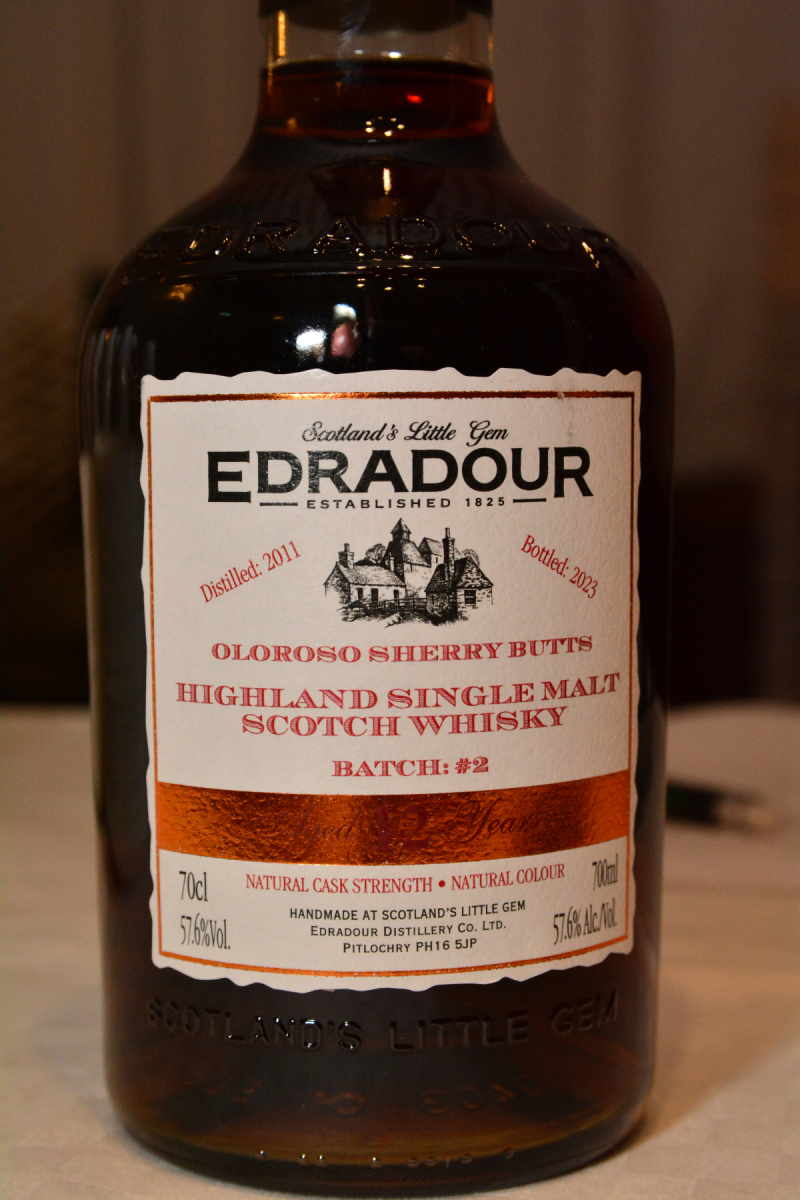 EDRADOUR
Scotland's Little Gem
EDRADOUR
ESTABLISHED 1825
Distilled: 2011
Bottled: 2023
OLOROSO SHERRY BUTTS
HIGHLAND SINGLE MALT
SCOTCH WHISKY
BATCH: #2
Aged 12 Years
70cl
57.6%Vol.
NATURAL CASK STRENGTH • NATURAL COLOUR
HANDMADE AT SCOTLAND'S LITTLE GEM
EDRADOUR DISTILLERY CO. LTD.
PITLOCHRY PH16 5JP
700ml
57.6% Alc./Vol.
SCOTLAND'S LITTLE GEM